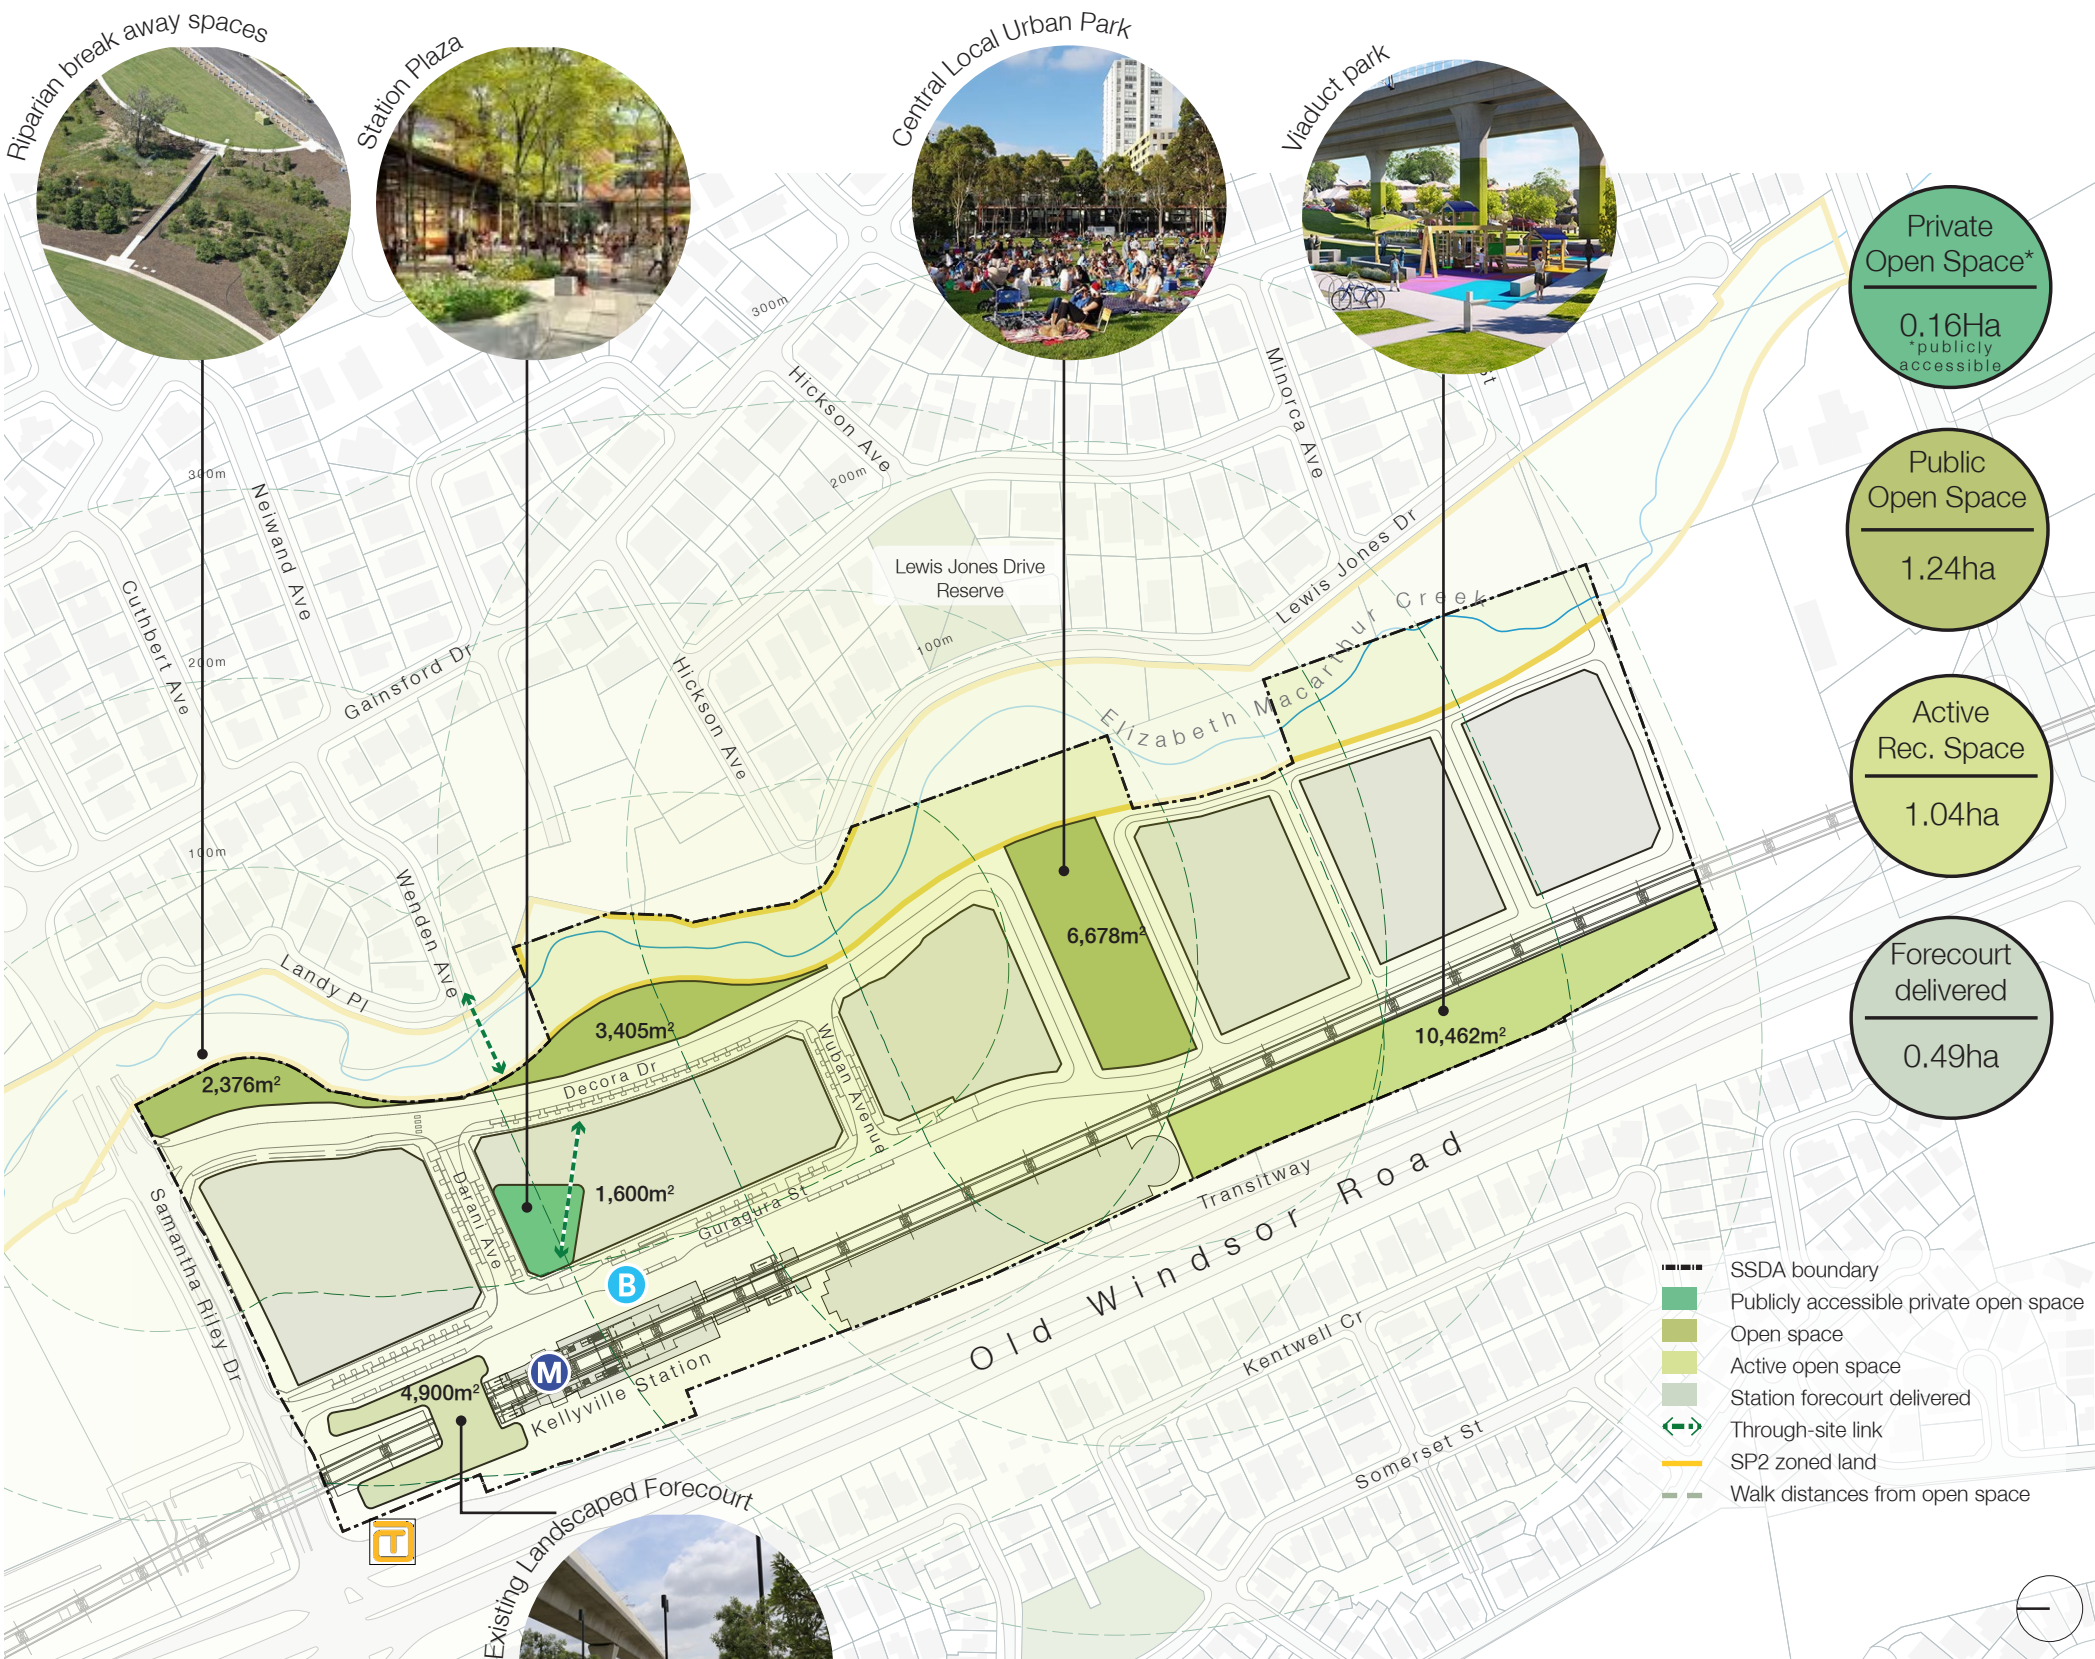 Riparian break away spaces
Station Plaza
Central Local Urban Park
Viaduct park
Private
Open Space*
0.16Ha
*publicly
accessible
Public
Open Space
1.24ha
Active
Rec. Space
1.04ha
Forecourt
delivered
0.49ha
300m
300m
200m
200m
100m
100m
Hickson Ave
Minorca Ave
st
Neiwand Ave
Cuthbert Ave
Gainsford Dr
Hickson Ave
Lewis Jones Drive
Reserve
Lewis Jones Dr
Elizabeth Macarthur Creek
Wenden Ave
Landy Pl
2,376m²
3,405m²
6,678m²
10,462m²
1,600m²
4,900m²
Decora Dr
Wuban Avenue
Darani Ave
Guragura St
Samantha Riley Dr
B
M
T
Kellyville Station
Transitway
Old Windsor Road
Kentwell Cr
Somerset St
Existing Landscaped Forecourt
SSDA boundary
Publicly accessible private open space
Open space
Active open space
Station forecourt delivered
Through-site link
SP2 zoned land
Walk distances from open space